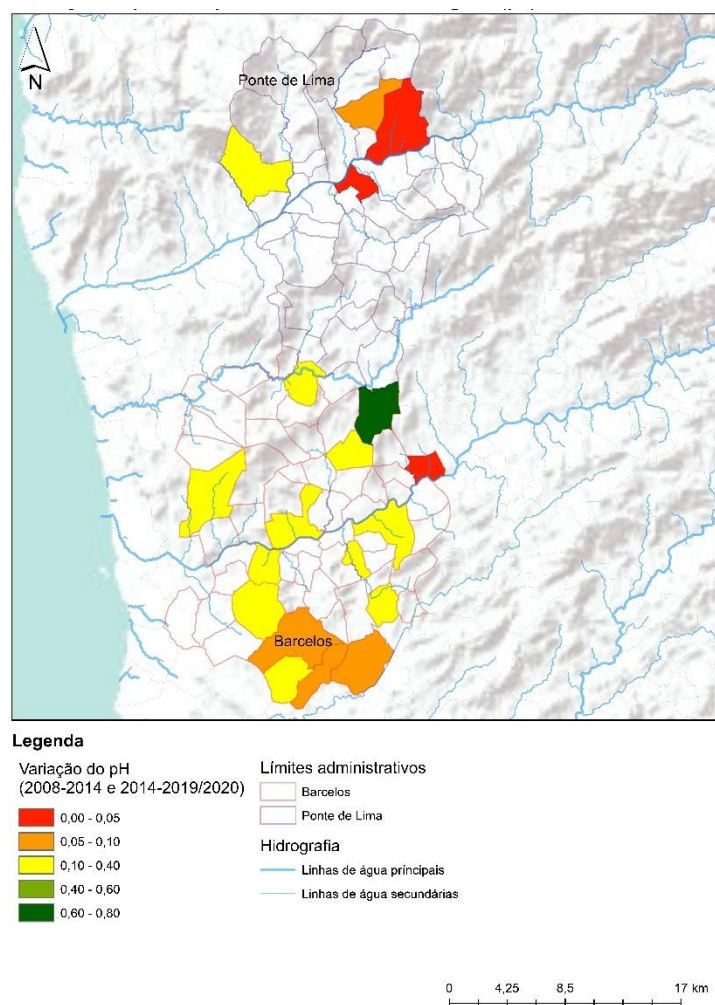 N
Ponte de Lima
Barcelos
Legenda
Variação do pH
(2008-2014 e 2014-2019/2020)
0,00 - 0,05
0,05 - 0,10
0,10 - 0,40
0,40 - 0,60
0,60 - 0,80
Límites administrativos
Barcelos
Ponte de Lima
Hidrografia
Linhas de água príncipais
Linhas de água secundárias
0 4,25 8,5 17 km